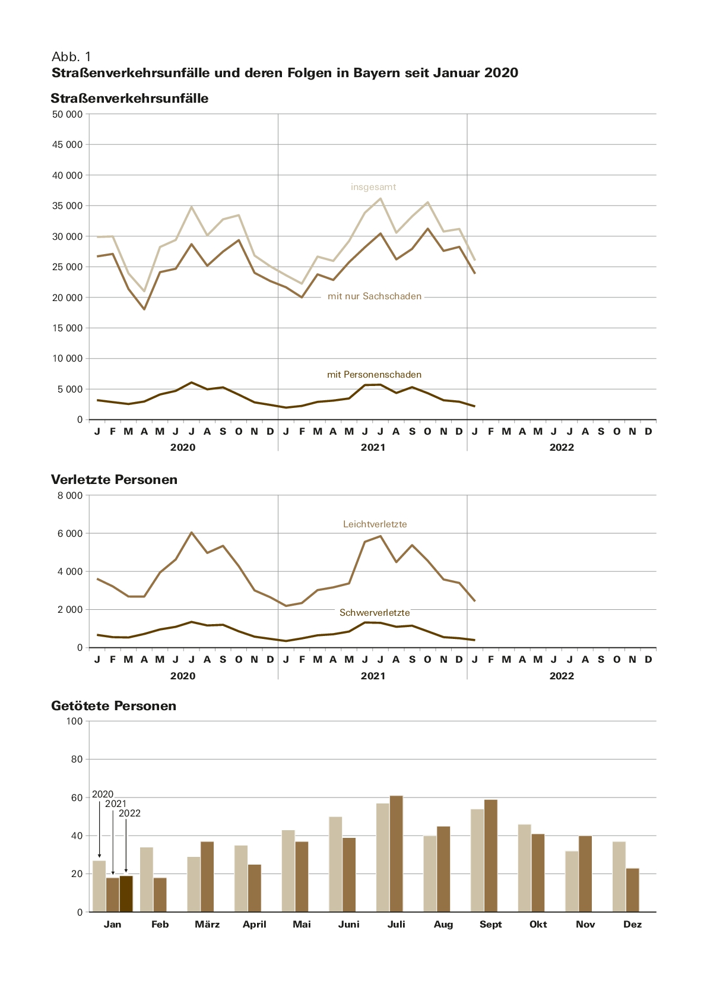 Abb. 1
Straßenverkehrsunfälle und deren Folgen in Bayern seit Januar 2020
Straßenverkehrsunfälle
50 000
45 000
40 000
insgesamt
35 000
30 000
25 000
20 000
mit nur Sachschaden
15 000
10 000
mit Personenschaden
5 000
0
J F M A M J J A S O N D J F M A M J J A S O N D J F M A M J J A S O N D
2020 2021 2022
Verletzte Personen
8 000
Leichtverletzte
6 000
4 000
2 000
Schwerverletzte
0
J F M A M J J A S O N D J F M A M J J A S O N D J F M A M J J A S O N D
2020 2021 2022
Getötete Personen
100
80
60
2020
2021
2022
40
20
0
Jan Feb März April Mai Juni Juli Aug Sept Okt Nov Dez